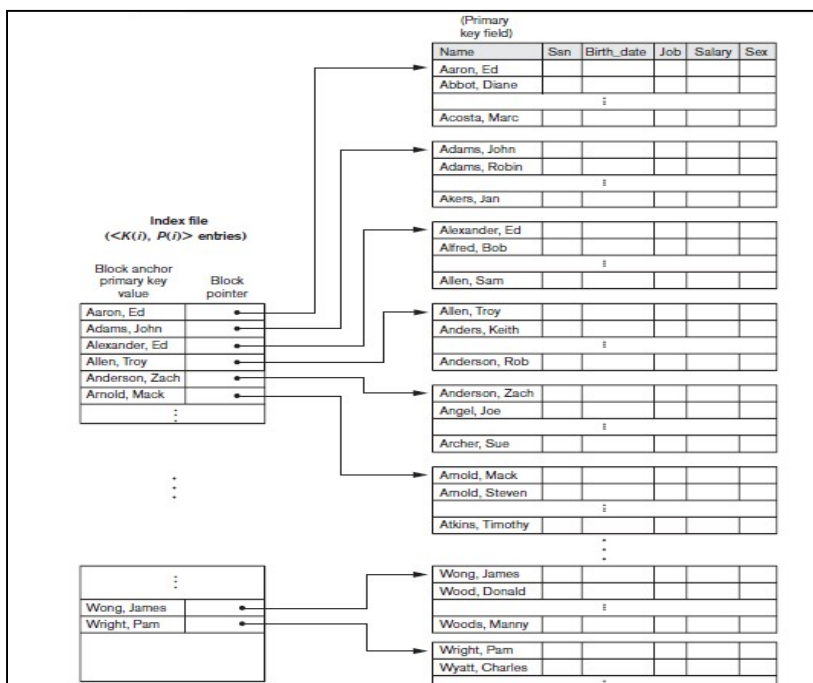 (Primary
key field)
Name Ssn Birth_date Job Salary Sex
Aaron, Ed
Abbot, Diane
⋮
Acosta, Marc
Adams, John
Adams, Robin
⋮
Akers, Jan
Alexander, Ed
Alfred, Bob
⋮
Allen, Sam
Allen, Troy
Anders, Keith
⋮
Anderson, Rob
Anderson, Zach
Angel, Joe
⋮
Archer, Sue
Arnold, Mack
Arnold, Steven
⋮
Atkins, Timothy
⋮
Wong, James
Wood, Donald
⋮
Woods, Manny
Wright, Pam
Wyatt, Charles
⋮
Index file
(<K(i), P(i)> entries)
Block anchor
primary key
value
Block
pointer
Aaron, Ed
Adams, John
Alexander, Ed
Allen, Troy
Anderson, Zach
Arnold, Mack
⋮
⋮
⋮
Wong, James
Wright, Pam